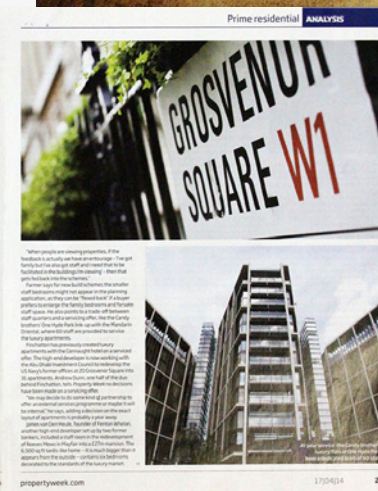 Prime residential ANALYSIS
GROSVENOR
SQUARE W1
"When people are viewing properties, if the
feedback is actually we have an entourage – I've got
family but I've also got staff and I need that to be
facilitated in the building I'm viewing – then that
gets fed back into the schemes."
Farmer says for new build schemes the smaller
staff bedrooms might not appear in the planning
application, as they can be "flexed back" if a buyer
prefers to enlarge the family bedrooms and forsake
staff space. He also points to a trade-off between
staff quarters and a servicing offer, like the Candy
brothers' One Hyde Park link up with the Mandarin
Oriental, where 60 staff are provided to service
the luxury apartments.
Finchatton has previously created luxury
apartments with the Connaught hotel on a serviced
offer. The high-end developer is now working with
the Abu Dhabi Investment Council to redevelop the
US Navy's former offices at 20 Grosvenor Square into
31 apartments. Andrew Dunn, one half of the duo
behind Finchatton, tells Property Week no decisions
have been made on a servicing offer.
"We may decide to do some kind of partnership to
offer an external services programme or maybe it will
be internal," he says, adding a decision on the exact
layout of apartments is probably a year away.
James van Den Heule, founder of Fenton Whelan,
another high-end developer set up by two former
bankers, included a staff room in the redevelopment
of Reeves Mews in Mayfair into a
6,500 sq ft family-like home – it is much bigger than it
appears from the outside – contains six bedrooms
decorated to the standards of the luxury market
At your service: the Candy brothers'
luxury flats at One Hyde Park
propertyweek.com
17/04/14